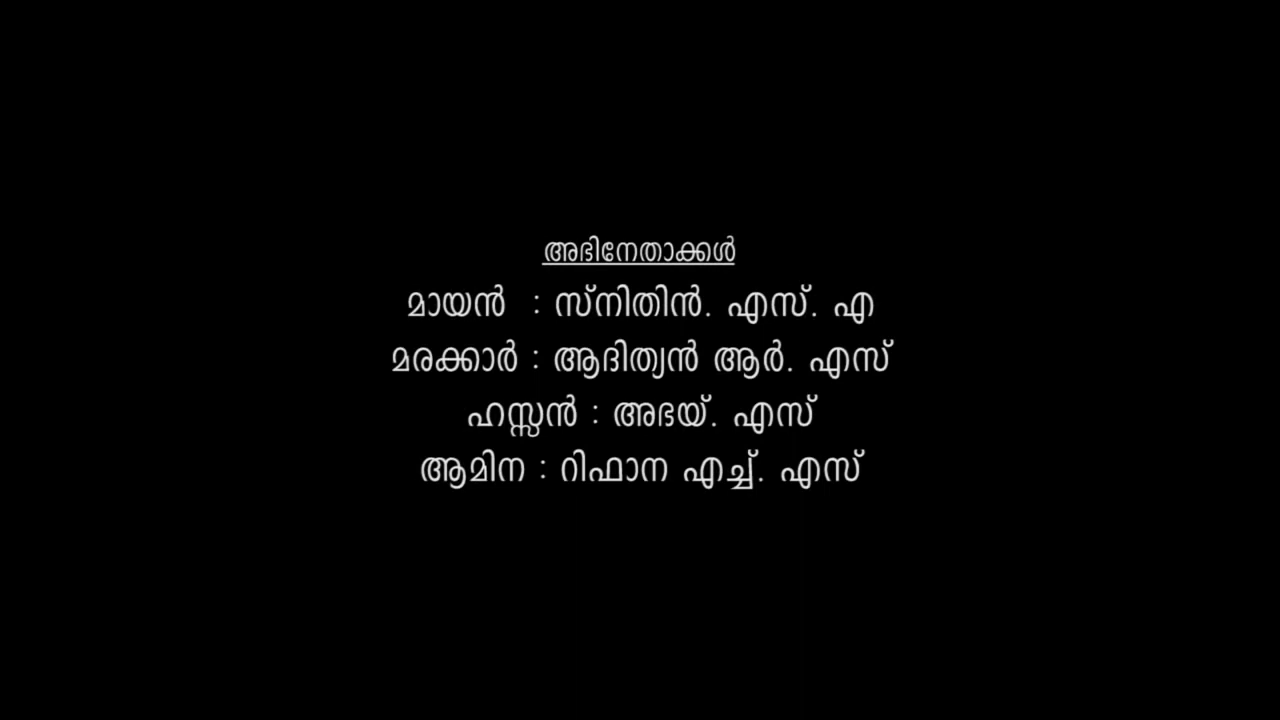 അഭിനേതാക്കൾ
മായൻ : സ്നിതിൻ. എസ്. എ
മരക്കാർ : ആദിത്യൻ ആർ. എസ്
ഹസ്സൻ : അഭയ്. എസ്
ആമിന : റിഫാന എച്ച്. എസ്